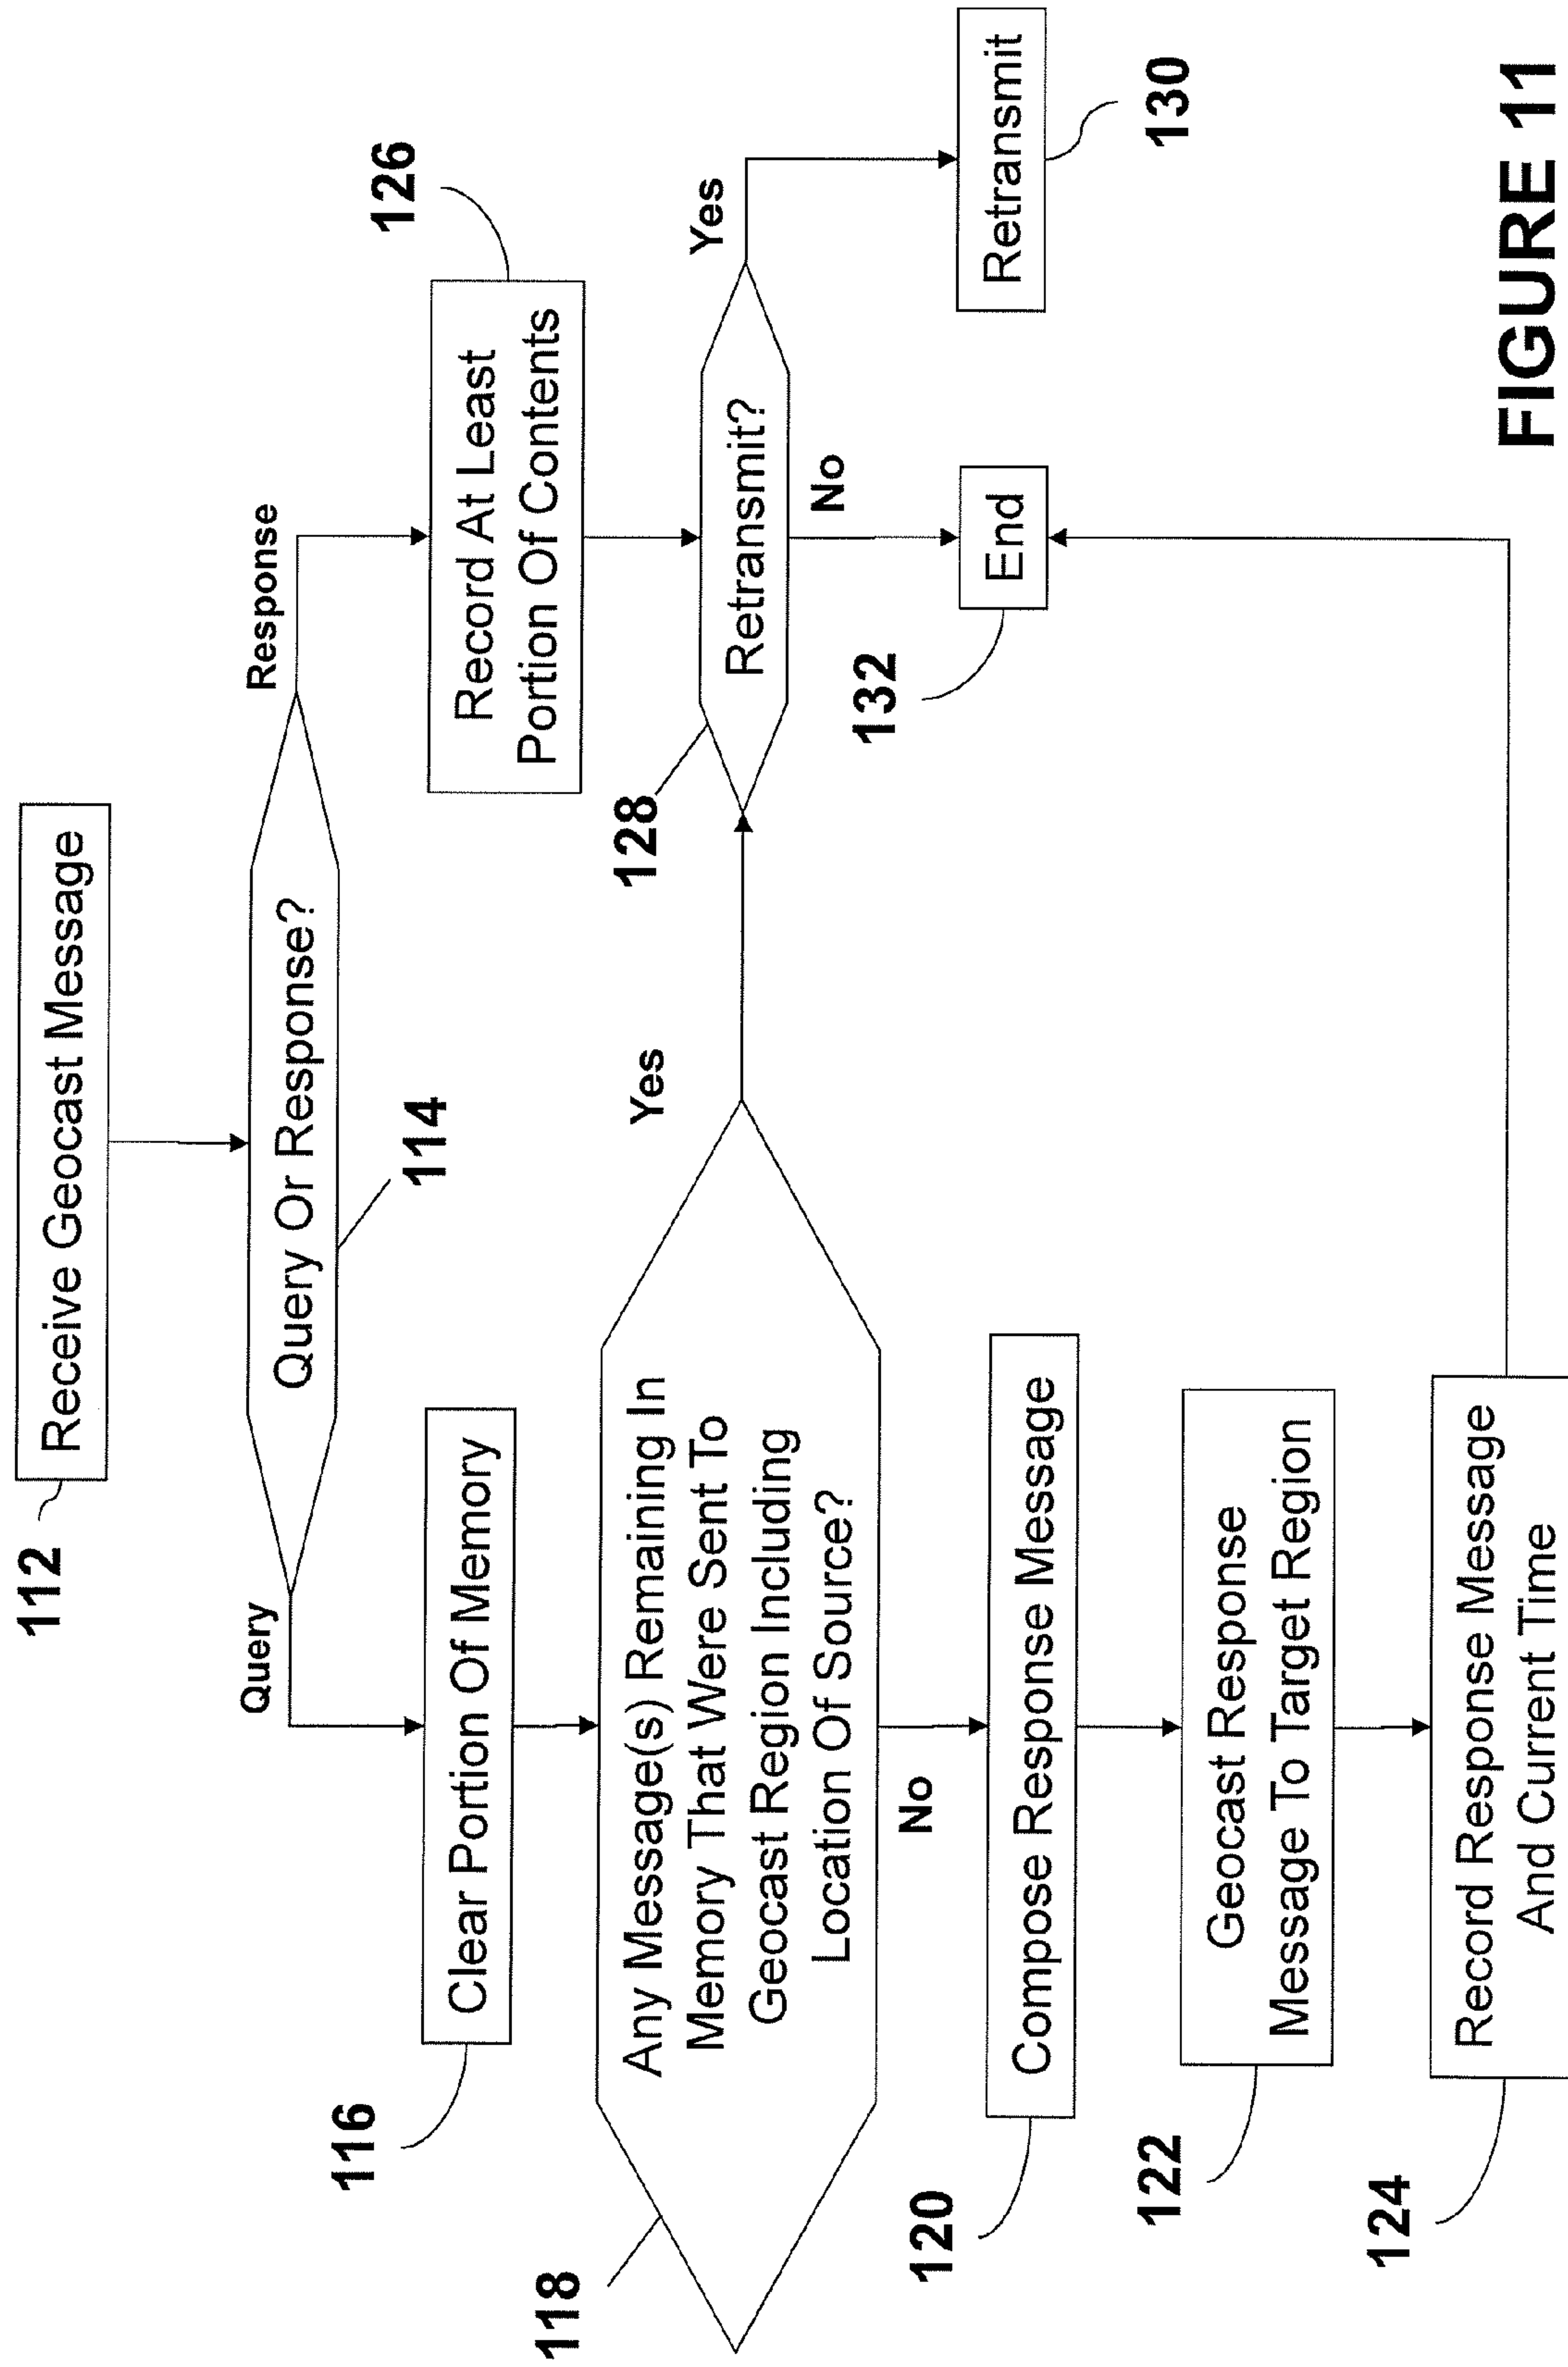 112
Receive Geocast Message
Query Or Response?
114
Query
Response
116
Clear Portion Of Memory
126
Record At Least
Portion Of Contents
118
Any Message(s) Remaining In
Memory That Were Sent To
Geocast Region Including
Location Of Source?
Yes
128
Retransmit?
Yes
No
No
120
Compose Response Message
132
End
Retransmit
130
122
Geocast Response
Message To Target Region
124
Record Response Message
And Current Time
FIGURE 11